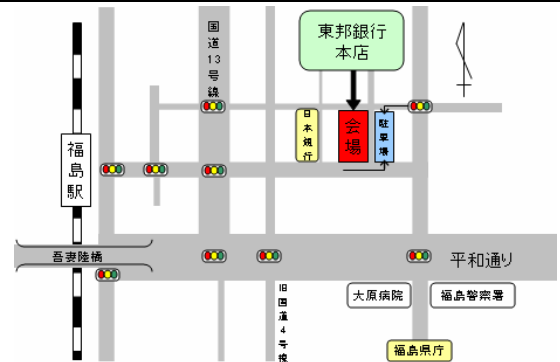 国道13号線
東邦銀行
本店
日本銀行
会場
駐車場
福島駅
吾妻陸橋
平和通り
旧国道4号線
大原病院
福島警察署
福島県庁